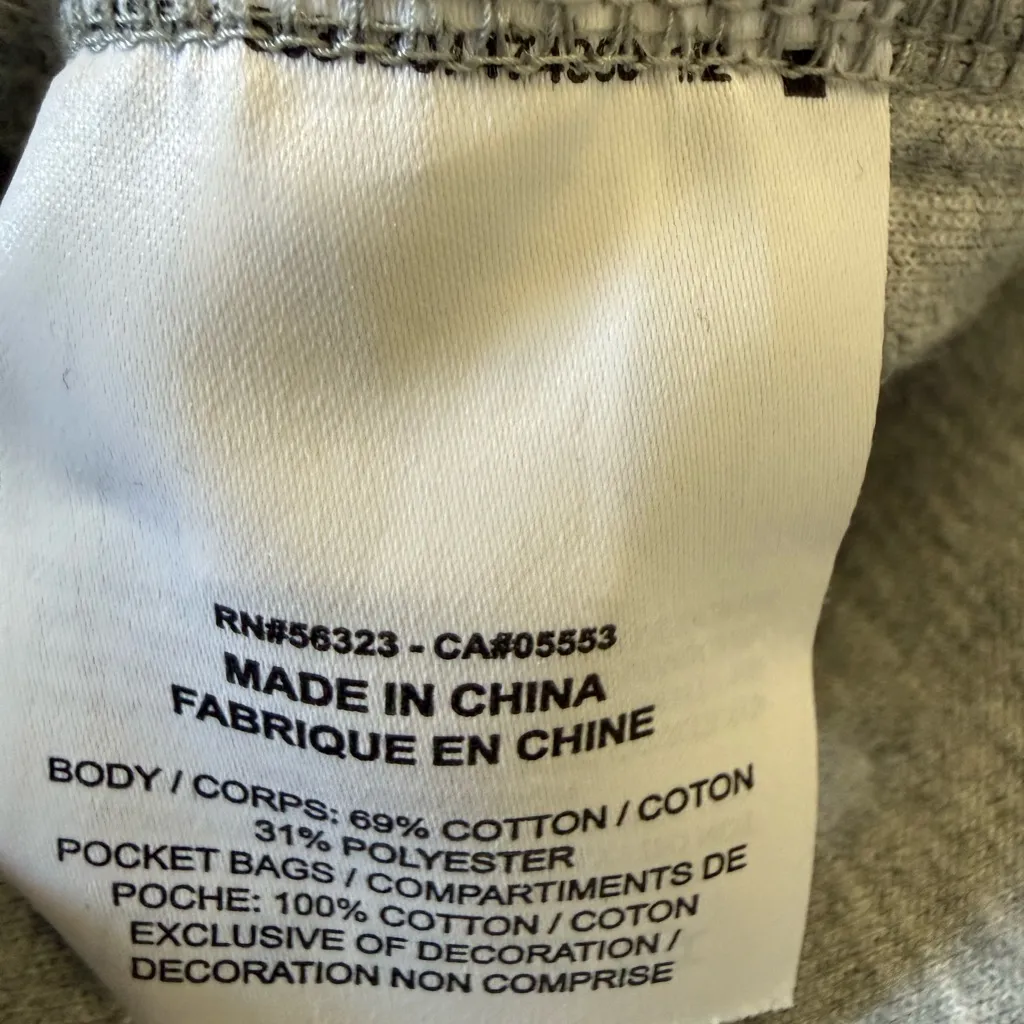 RN#56323 - CA#05553
MADE IN CHINA
FABRIQUE EN CHINE
BODY / CORPS: 69% COTTON / COTON
31% POLYESTER
POCKET BAGS / COMPARTIMENTS DE
POCHE: 100% COTTON / COTON
EXCLUSIVE OF DECORATION /
DECORATION NON COMPRISE